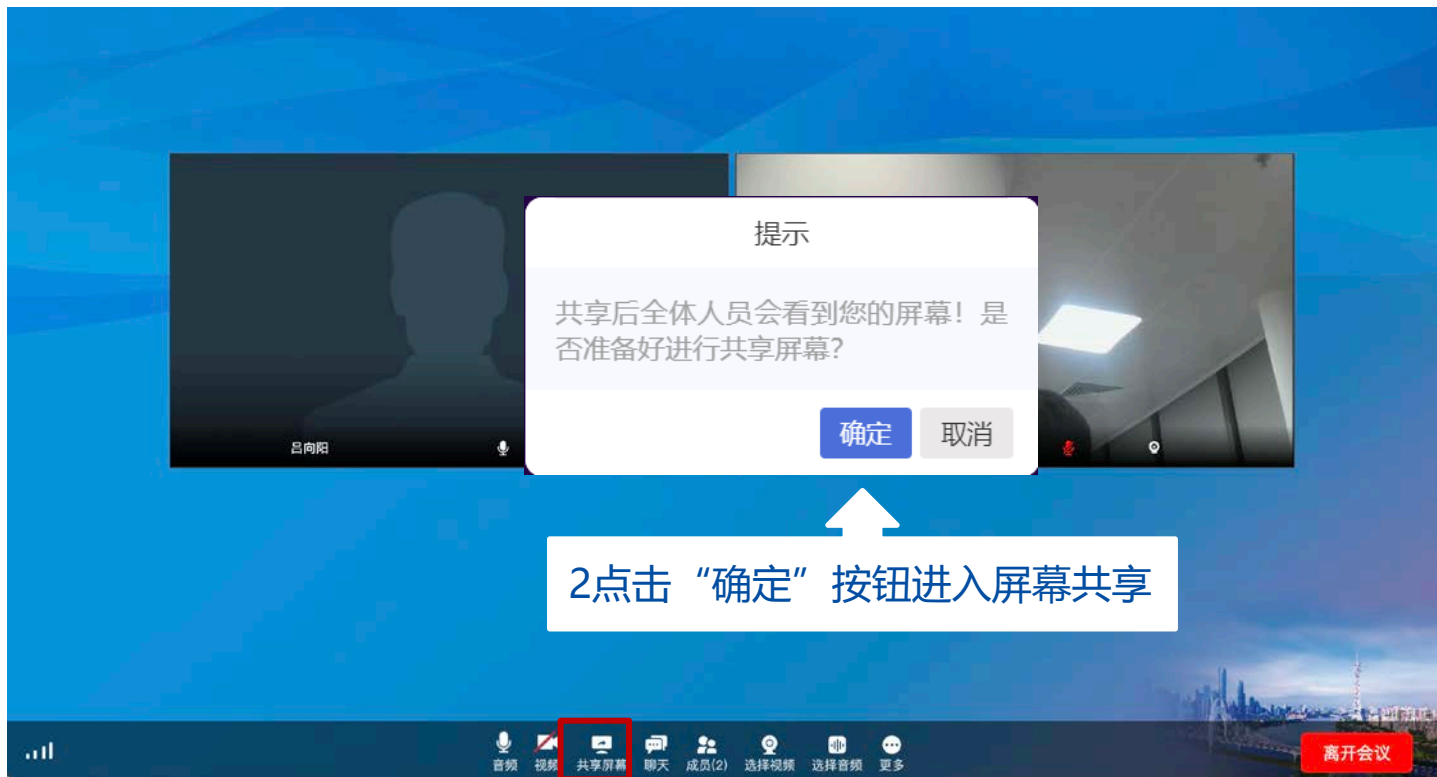 提示
共享后全体人员会看到您的屏幕！是
否准备好进行共享屏幕？
确定 取消
吕向阳
2点击“确定”按钮进入屏幕共享
音频 视频 共享屏幕 聊天 成员(2) 选择视频 选择音频 更多
离开会议